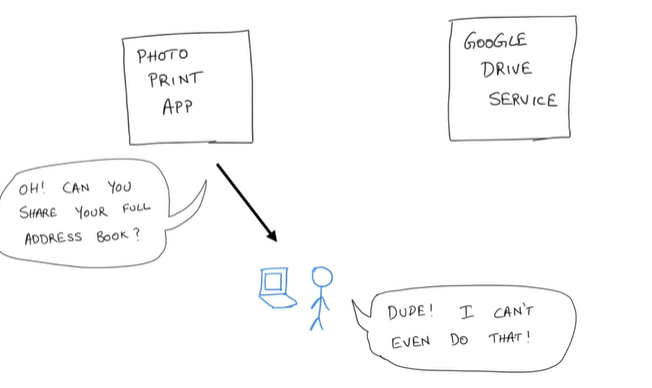 PHOTO
PRINT
APP
GOOGLE
DRIVE
SERVICE
OH! CAN YOU
SHARE YOUR FULL
ADDRESS BOOK?
DUDE! I CAN'T
EVEN DO THAT!